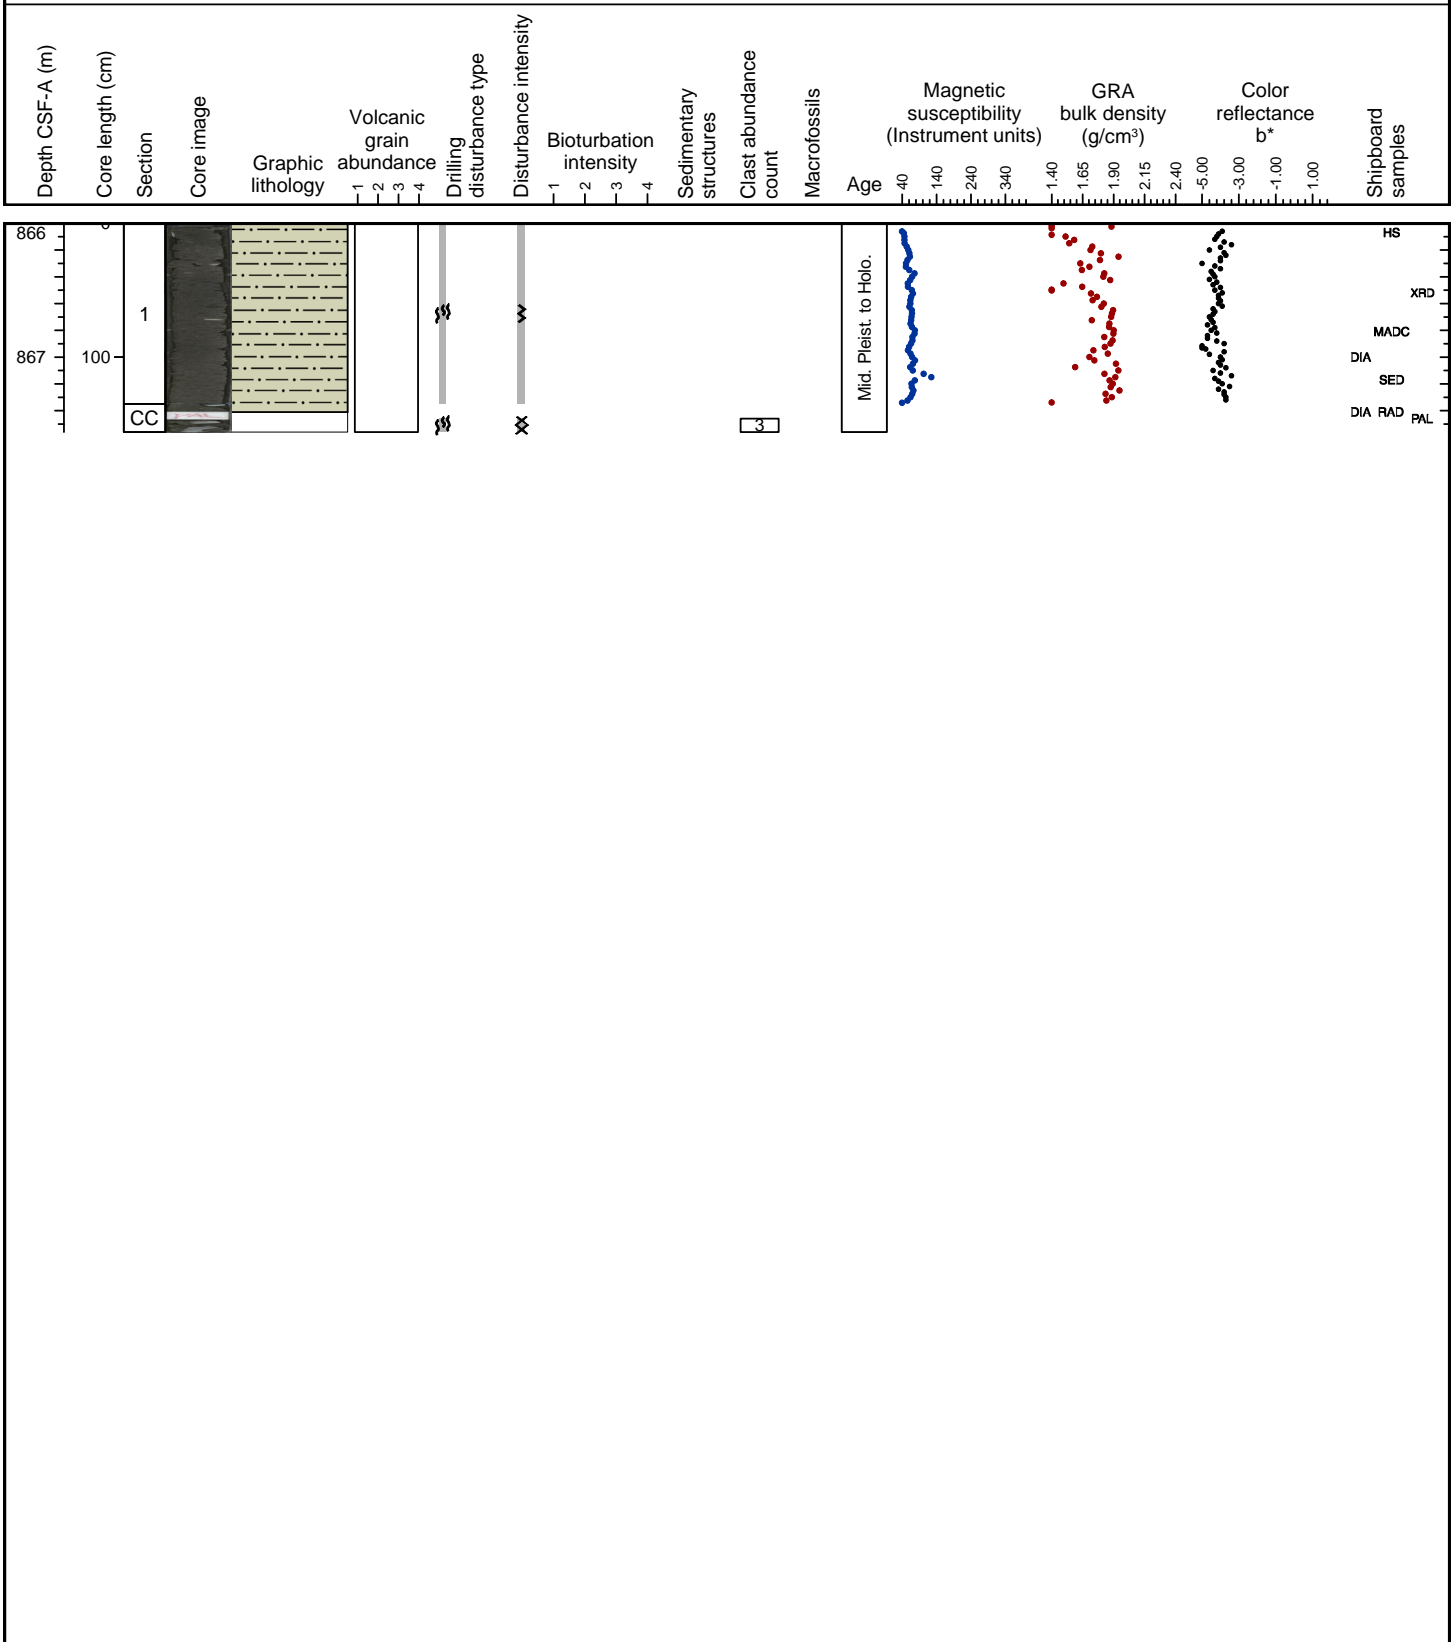 Depth CSF-A (m)
Core length (cm)
Section
Core image
Graphic
lithology
Volcanic
grain
abundance
1 2 3 4
Drilling
disturbance type
Disturbance intensity
Bioturbation
intensity
1 2 3 4
Sedimentary
structures
Clast abundance
count
Macrofossils
Age
Magnetic
susceptibility
(Instrument units)
40 140 240 340
GRA
bulk density
(g/cm³)
1.40 1.65 1.90 2.15 2.40
Color
reflectance
b*
-5.00 -3.00 -1.00 1.00
Shipboard
samples
866
0
HS
XRD
1
Mid. Pleist. to Holo.
MADC
867
100
DIA
SED
CC
DIA RAD PAL
3